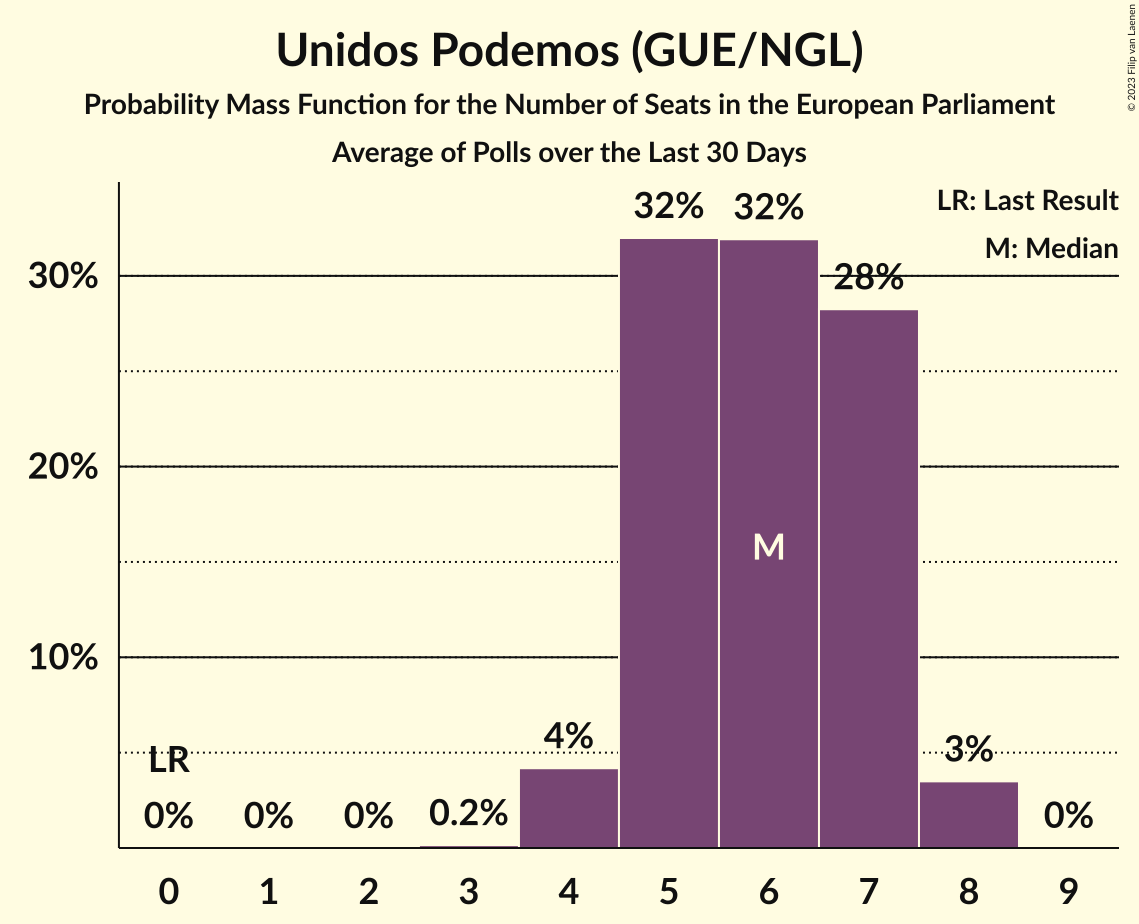 Unidos Podemos (GUE/NGL)
Probability Mass Function for the Number of Seats in the European Parliament
Average of Polls over the Last 30 Days
© 2023 Filip van Laenen
LR: Last Result
M: Median
32% 32% 28%
30%
20%
M
10%
4% 3%
LR
0% 0% 0% 0.2% 0%
0 1 2 3 4 5 6 7 8 9